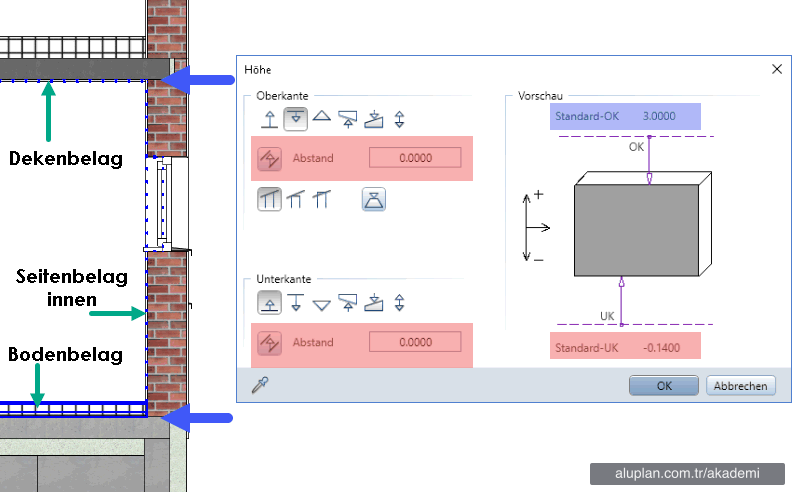 Dekenbelag
Seitenbelag
innen
Bodenbelag
Höhe
Oberkante
Abstand
0.0000
Unterkante
Abstand
0.0000
Vorschau
Standard-OK 3.0000
OK
+
–
UK
Standard-UK -0.1400
OK
Abbrechen
aluplan.com.tr/akademi